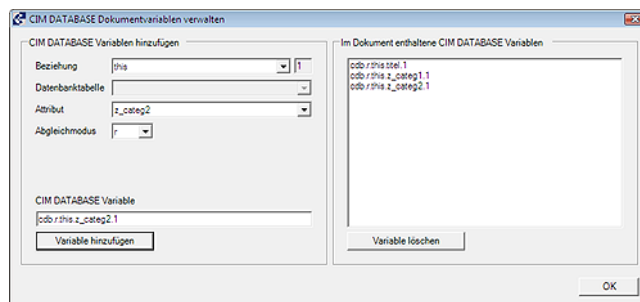 CIM DATABASE Dokumentvariablen verwalten
CIM DATABASE Variablen hinzufügen
Beziehung this 1
Datenbanktabelle
Attribut z_categ2
Abgleichmodus r
CIM DATABASE Variable
cdb.r.this.z_categ2.1
Variable hinzufügen
Im Dokument enthaltene CIM DATABASE Variablen
cdb.r.this.titel.1
cdb.r.this.z_categ1.1
cdb.r.this.z_categ2.1
Variable löschen
OK